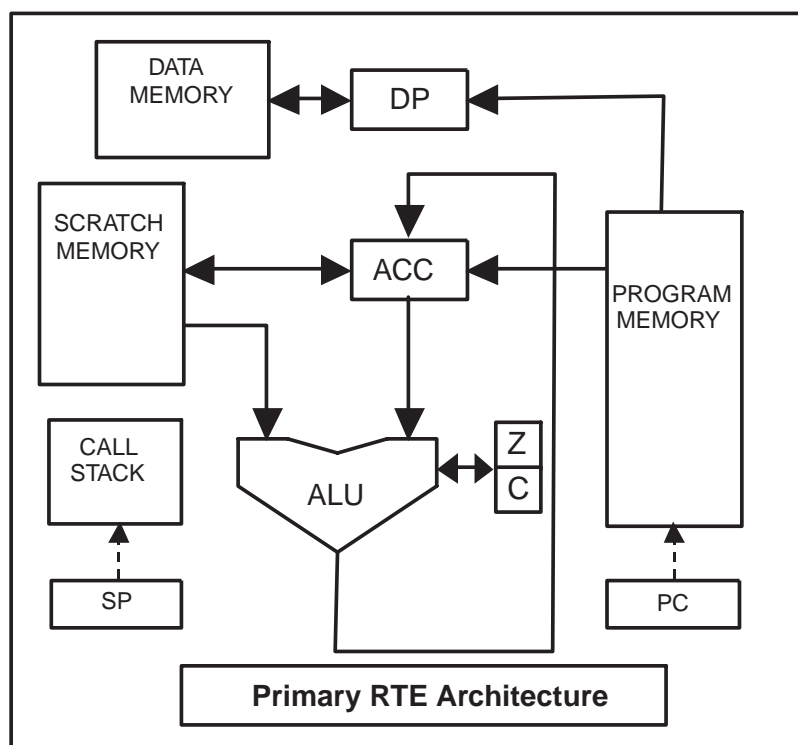 DATA
MEMORY
DP
SCRATCH
MEMORY
ACC
PROGRAM
MEMORY
CALL
STACK
ALU
Z
C
SP
PC
Primary RTE Architecture